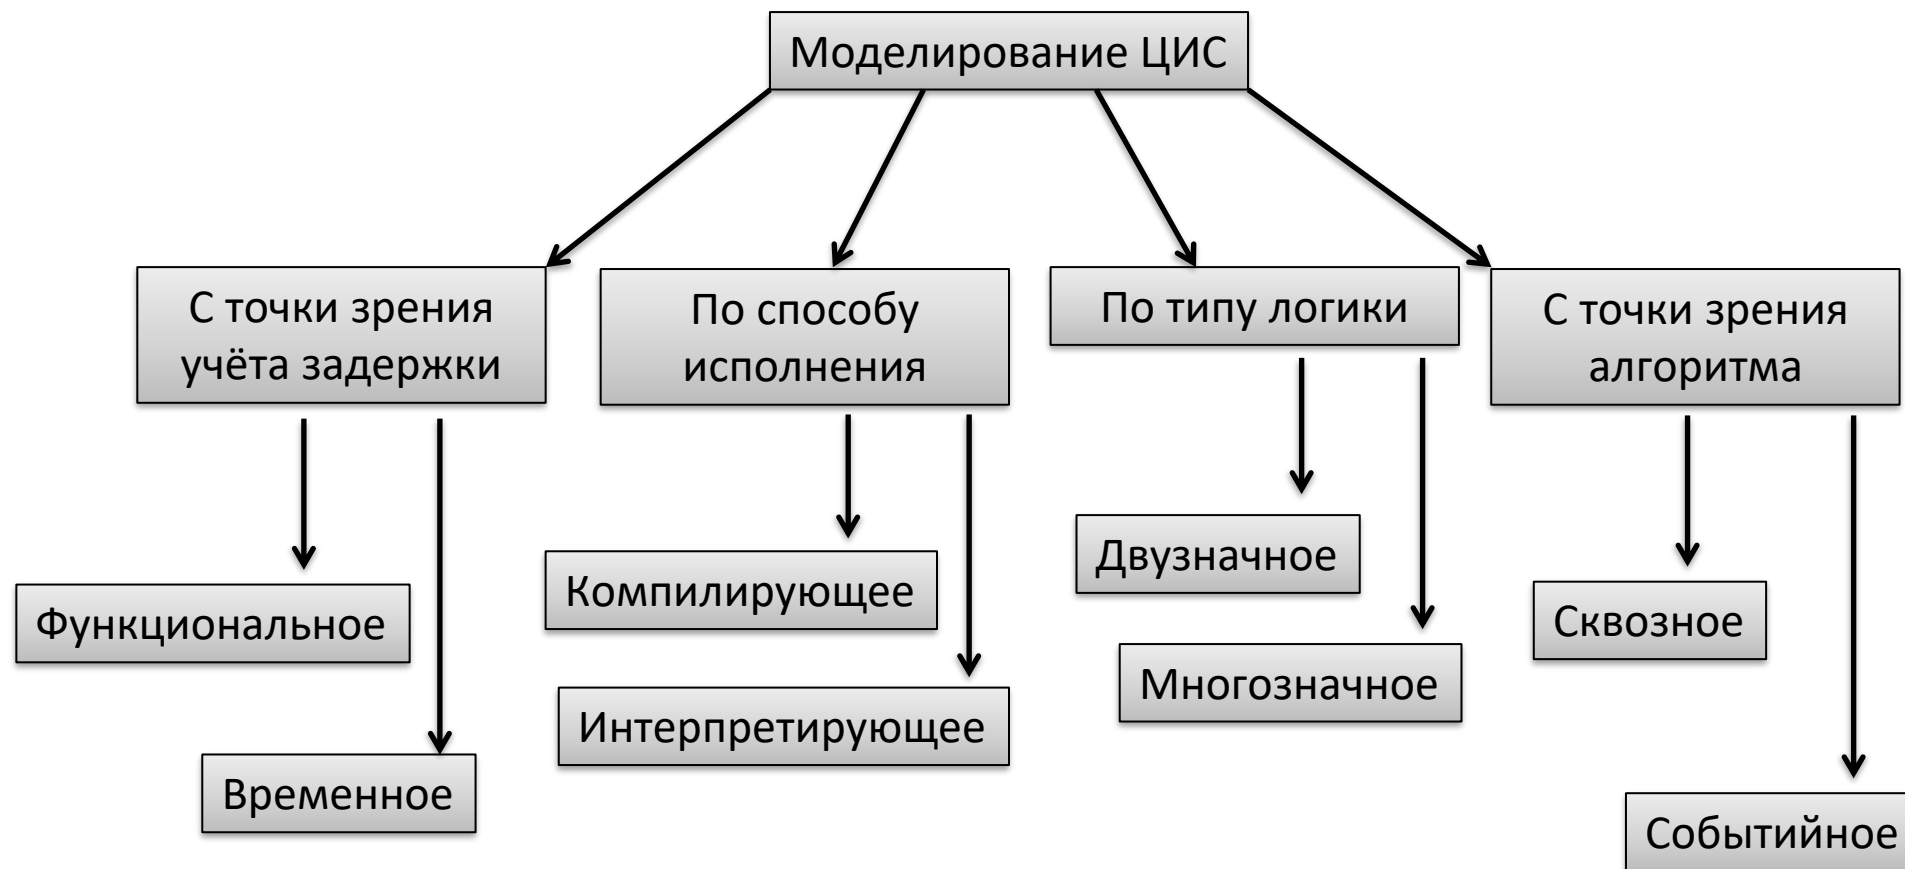 Моделирование ЦИС
С точки зрения
учёта задержки
По способу
исполнения
По типу логики
С точки зрения
алгоритма
Функциональное
Временное
Компилирующее
Интерпретирующее
Двузначное
Многозначное
Сквозное
Событийное